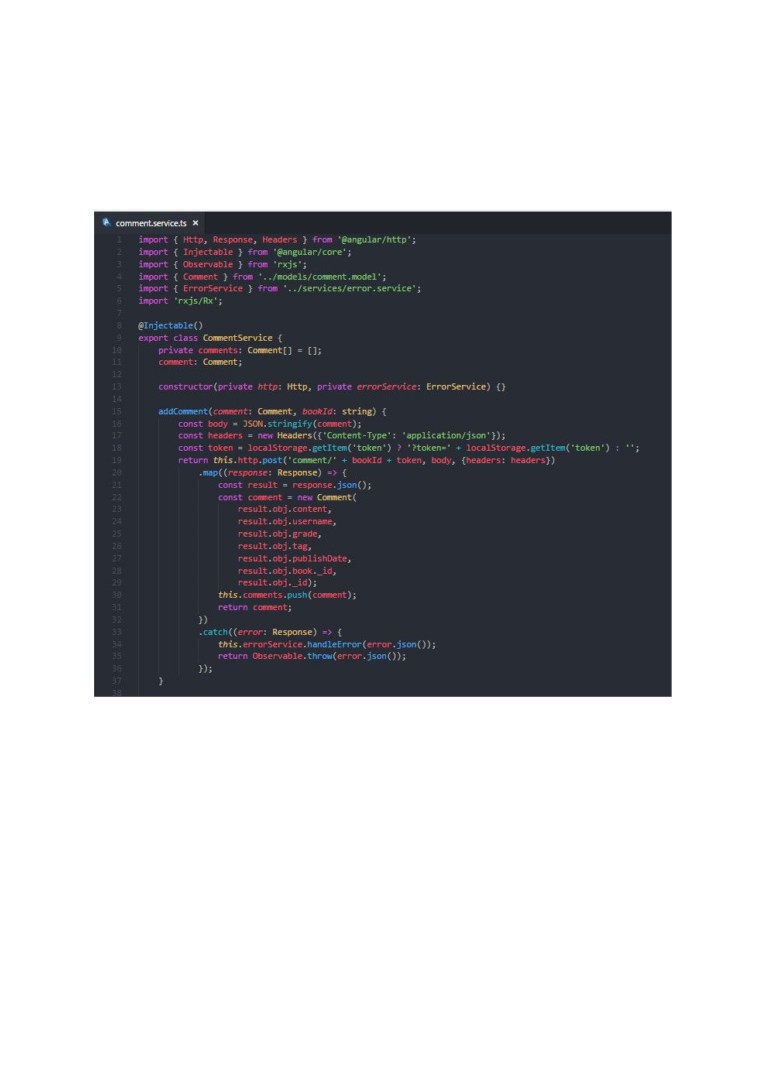 comment.service.ts ×
1 import { Http, Response, Headers } from '@angular/http';
2 import { Injectable } from '@angular/core';
3 import { Observable } from 'rxjs';
4 import { Comment } from '../models/comment.model';
5 import { ErrorService } from '../services/error.service';
6 import 'rxjs/Rx';
7
8 @Injectable()
9 export class CommentService {
10     private comments: Comment[] = [];
11     comment: Comment;
12
13     constructor(private http: Http, private errorService: ErrorService) {}
14
15     addComment(comment: Comment, bookId: string) {
16         const body = JSON.stringify(comment);
17         const headers = new Headers({'Content-Type': 'application/json'});
18         const token = localStorage.getItem('token') ? '?token=' + localStorage.getItem('token') : '';
19         return this.http.post('comment/' + bookId + token, body, {headers: headers})
20             .map((response: Response) => {
21                 const result = response.json();
22                 const comment = new Comment(
23                     result.obj.content,
24                     result.obj.username,
25                     result.obj.grade,
26                     result.obj.tag,
27                     result.obj.publishDate,
28                     result.obj.book._id,
29                     result.obj._id);
30                 this.comments.push(comment);
31                 return comment;
32             })
33             .catch((error: Response) => {
34                 this.errorService.handleError(error.json());
35                 return Observable.throw(error.json());
36             });
37     }
38